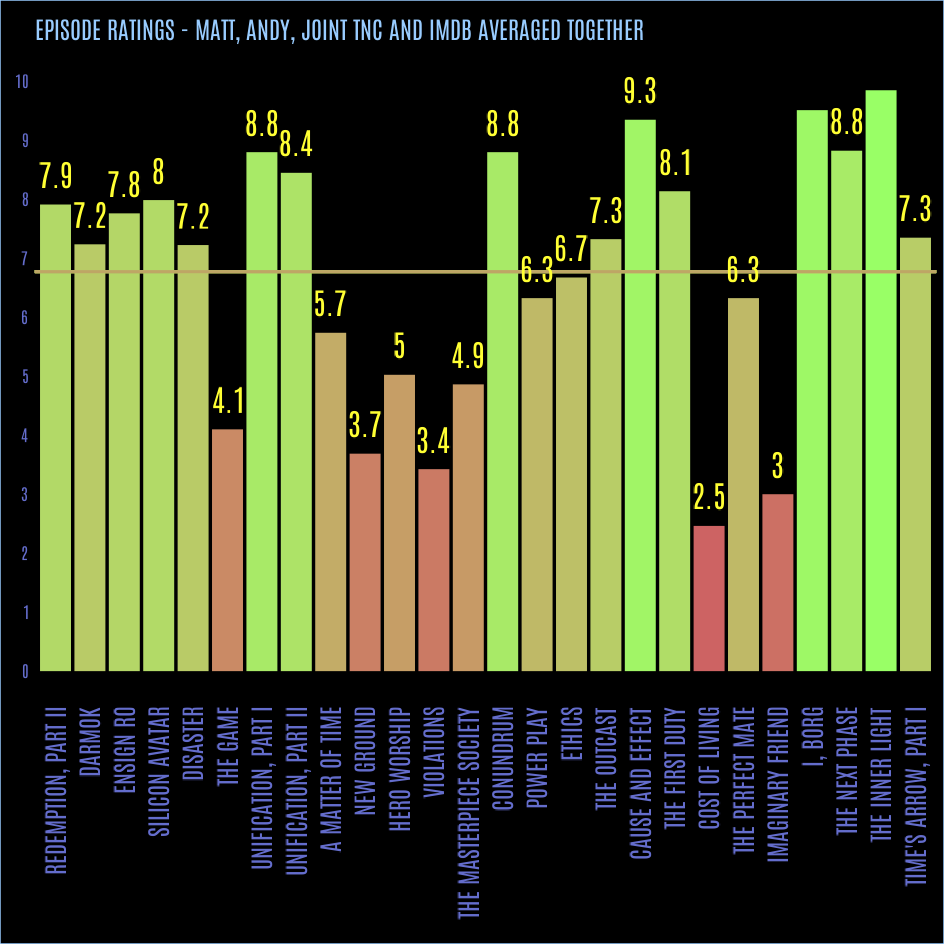 EPISODE RATINGS - MATT, ANDY, JOINT TNC AND IMDB AVERAGED TOGETHER
10
9
8
7
6
5
4
3
2
1
0
7.9
7.2
7.8
8
7.2
4.1
8.8
8.4
5.7
3.7
5
3.4
4.9
8.8
6.3
6.7
7.3
9.3
8.1
2.5
6.3
3
8.8
7.3
REDEMPTION, PART II
DARMOK
ENSIGN RO
SILICON AVATAR
DISASTER
THE GAME
UNIFICATION, PART I
UNIFICATION, PART II
A MATTER OF TIME
NEW GROUND
HERO WORSHIP
VIOLATIONS
THE MASTERPIECE SOCIETY
CONUNDRUM
POWER PLAY
ETHICS
THE OUTCAST
CAUSE AND EFFECT
THE FIRST DUTY
COST OF LIVING
THE PERFECT MATE
IMAGINARY FRIEND
I, BORG
THE NEXT PHASE
THE INNER LIGHT
TIME'S ARROW, PART I